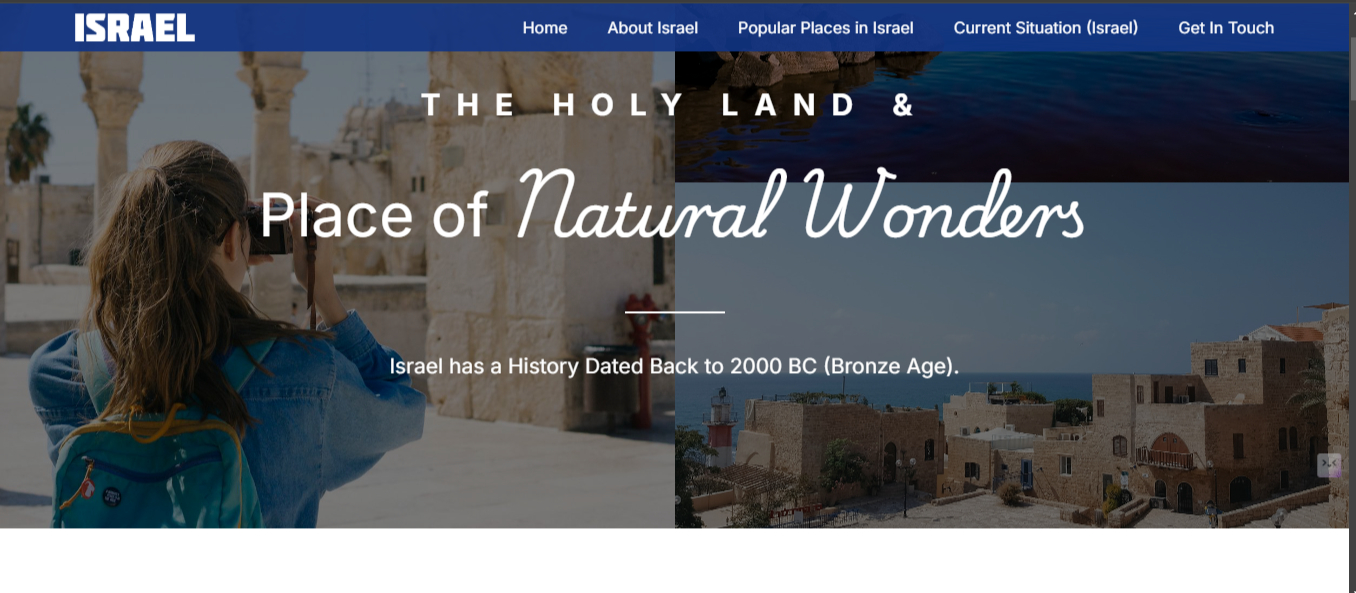 ISRAEL
Home About Israel Popular Places in Israel Current Situation (Israel) Get In Touch
THE HOLY LAND &
Place of Natural Wonders
Israel has a History Dated Back to 2000 BC (Bronze Age).